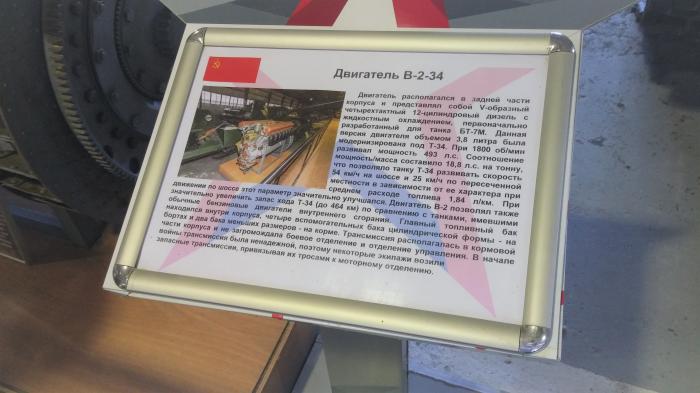 Двигатель В-2-34
Двигатель располагался в задней части
корпуса и представлял собой V-образный
четырехтактный 12-цилиндровый дизель с
жидкостным охлаждением, первоначально
разработанный для танка БТ-7М. Данная
версия двигателя объемом 3,8 литра была
модернизирована под Т-34. При 1800 об/мин
развивал мощность 493 л.с. Соотношение
мощность/масса составило 18,8 л.с. на тонну,
что позволяло танку Т-34 развивать скорость
54 км/ч на шоссе и 25 км/ч по пересеченной
местности в зависимости от ее характера при
среднем расходе топлива 1,84 л/км. При
движении по шоссе этот параметр значительно улучшился. Двигатель В-2 позволял также
значительно увеличить запас хода Т-34 (до 464 км) по сравнению с танками, имевшими
обычные бензиновые двигатели внутреннего сгорания. Главный топливный бак
находился внутри корпуса, четыре вспомогательных бака цилиндрической формы - на
бортах и два бака меньших размеров - на корме. Трансмиссия располагалась в кормовой
части корпуса и не загромождала боевое отделение и отделение управления. В начале
войны трансмиссия была ненадежной, поэтому некоторые экипажи возили
запасные трансмиссии, привязывая их тросами к моторному отделению.